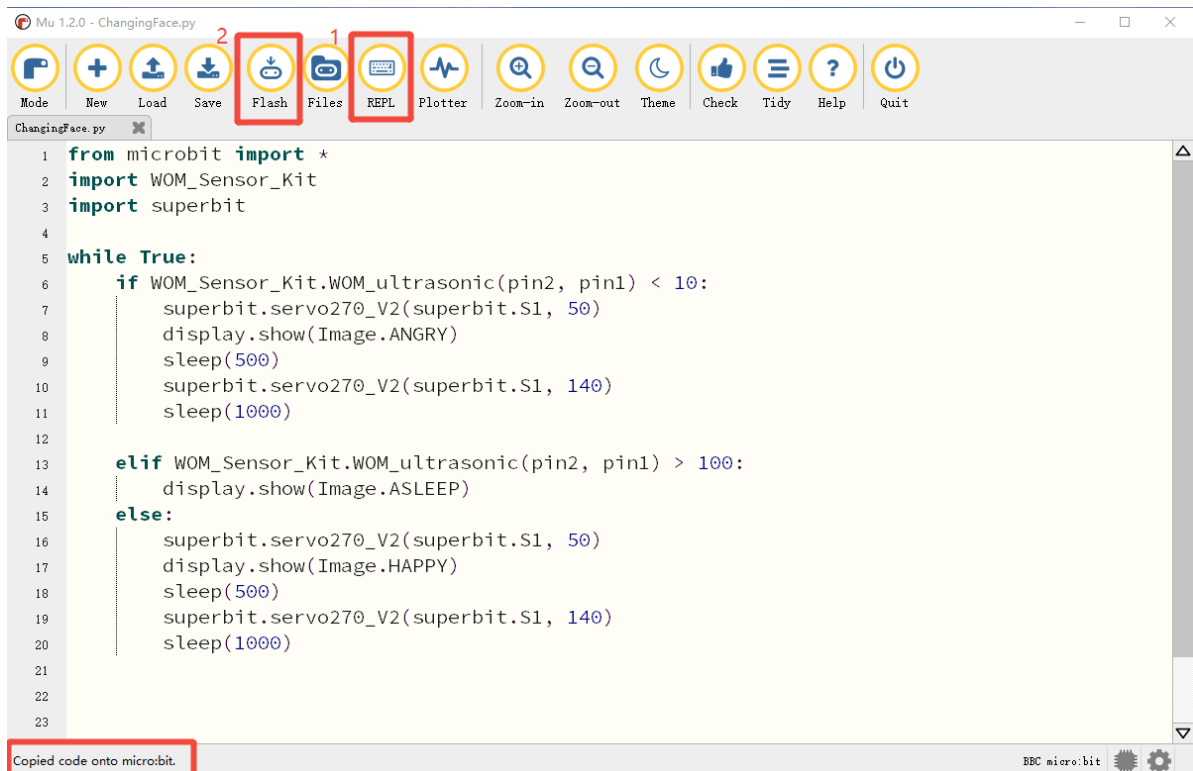 Mu 1.2.0 - ChangingFace.py
2 1
Mode New Load Save Flash Files REPL Plotter Zoom-in Zoom-out Theme Check Tidy Help Quit
ChangingFace.py
1 from microbit import *
2 import WOM_Sensor_Kit
3 import superbit
4
5 while True:
6     if WOM_Sensor_Kit.WOM_ultrasonic(pin2, pin1) < 10:
7         superbit.servo270_V2(superbit.S1, 50)
8         display.show(Image.ANGRY)
9         sleep(500)
10         superbit.servo270_V2(superbit.S1, 140)
11         sleep(1000)
12
13     elif WOM_Sensor_Kit.WOM_ultrasonic(pin2, pin1) > 100:
14         display.show(Image.ASLEEP)
15     else:
16         superbit.servo270_V2(superbit.S1, 50)
17         display.show(Image.HAPPY)
18         sleep(500)
19         superbit.servo270_V2(superbit.S1, 140)
20         sleep(1000)
21
22
23
Copied code onto micro:bit. BBC micro:bit